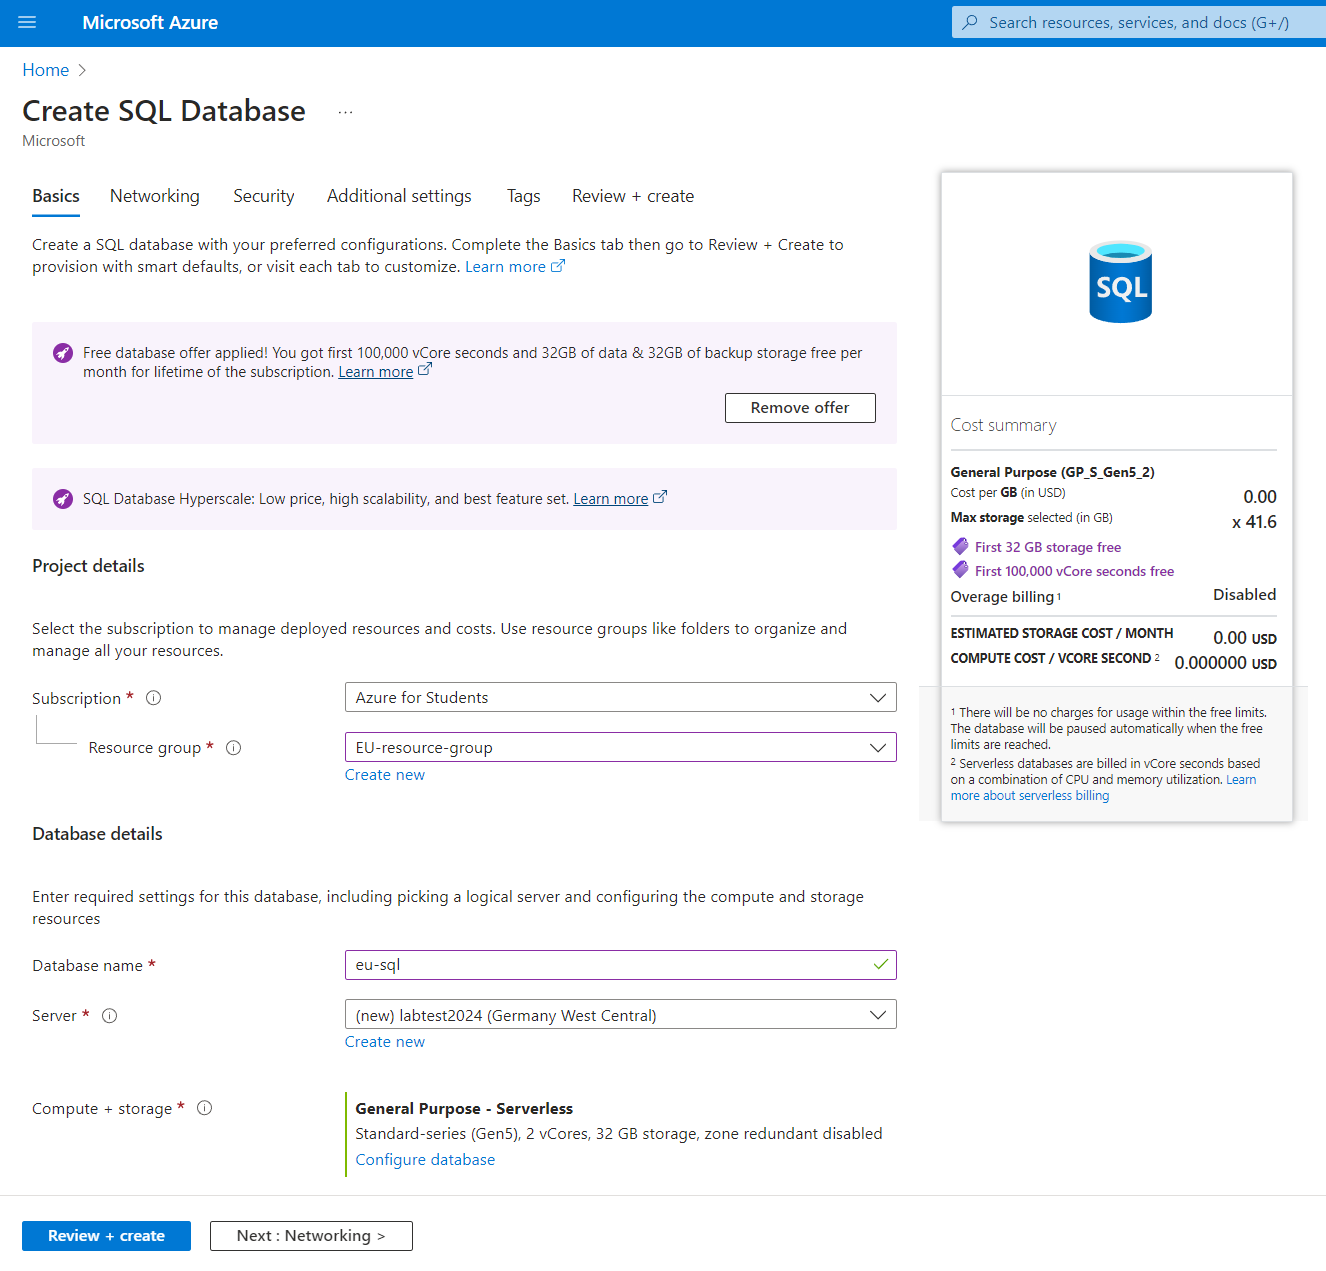 Microsoft Azure
Search resources, services, and docs (G+/)
Home
Create SQL Database ...
Microsoft
Basics Networking Security Additional settings Tags Review + create
Create a SQL database with your preferred configurations. Complete the Basics tab then go to Review + Create to
provision with smart defaults, or visit each tab to customize. Learn more
Free database offer applied! You got first 100,000 vCore seconds and 32GB of data & 32GB of backup storage free per
month for lifetime of the subscription. Learn more
Remove offer
SQL Database Hyperscale: Low price, high scalability, and best feature set. Learn more
Project details
Select the subscription to manage deployed resources and costs. Use resource groups like folders to organize and
manage all your resources.
Subscription *
Azure for Students
Resource group *
EU-resource-group
Create new
Database details
Enter required settings for this database, including picking a logical server and configuring the compute and storage
resources
Database name *
eu-sql
Server *
(new) labtest2024 (Germany West Central)
Create new
Compute + storage *
General Purpose - Serverless
Standard-series (Gen5), 2 vCores, 32 GB storage, zone redundant disabled
Configure database
Review + create
Next : Networking >
SQL
Cost summary
General Purpose (GP_S_Gen5_2)
Cost per GB (in USD) 0.00
Max storage selected (in GB) x 41.6
First 32 GB storage free
First 100,000 vCore seconds free
Overage billing 1 Disabled
ESTIMATED STORAGE COST / MONTH 0.00 USD
COMPUTE COST / VCORE SECOND 2 0.000000 USD
1 There will be no charges for usage within the free limits.
The database will be paused automatically when the free
limits are reached.
2 Serverless databases are billed in vCore seconds based
on a combination of CPU and memory utilization. Learn
more about serverless billing